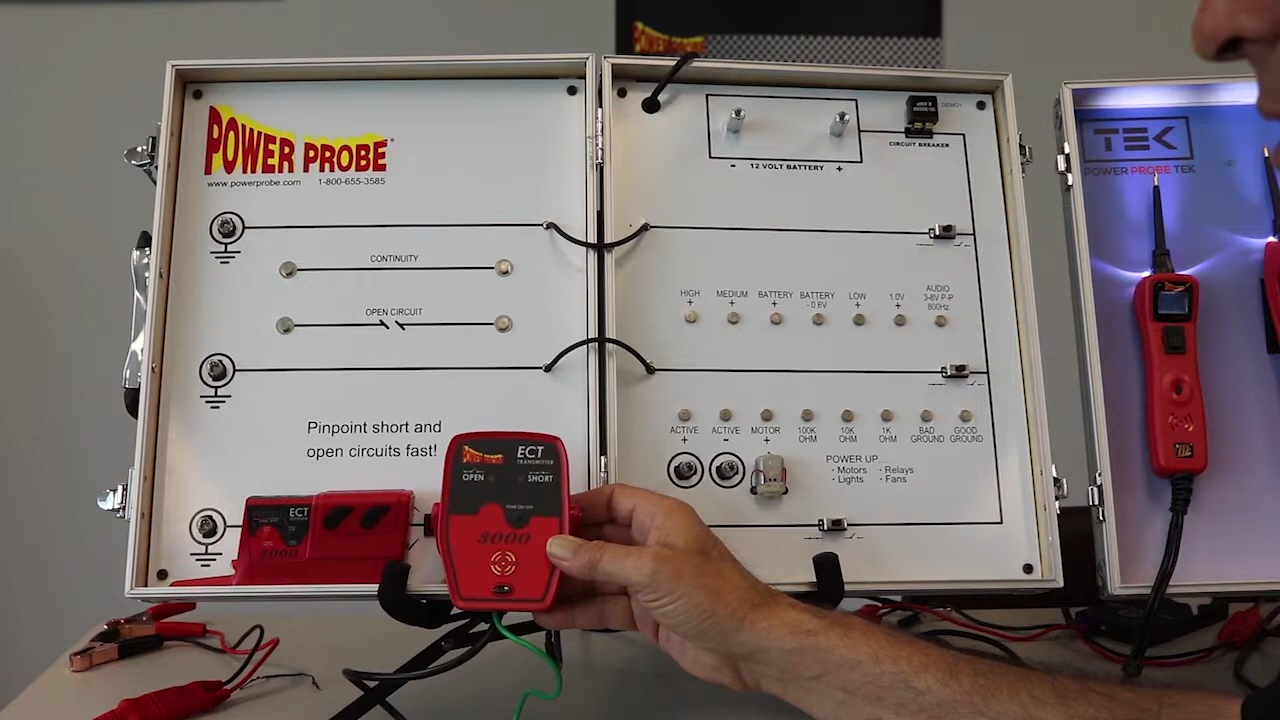 POWER PROBE
POWER PROBE®
www.powerprobe.com 1-800-655-3585
CONTINUITY
OPEN CIRCUIT
Pinpoint short and
open circuits fast!
ECT
3000
POWER PROBE
ECT
TRANSMITTER
OPEN
SHORT
3000
- 12 VOLT BATTERY +
CIRCUIT BREAKER
HIGH
+
MEDIUM
+
BATTERY
+
BATTERY
- 0.6V
LOW
+
1.0V
+
AUDIO
3-8V P-P
800Hz
ACTIVE
+
ACTIVE
-
MOTOR
+
100K
OHM
10K
OHM
1K
OHM
BAD
GROUND
GOOD
GROUND
POWER UP......
· Motors · Relays
· Lights · Fans
TEK
POWER PROBE TEK